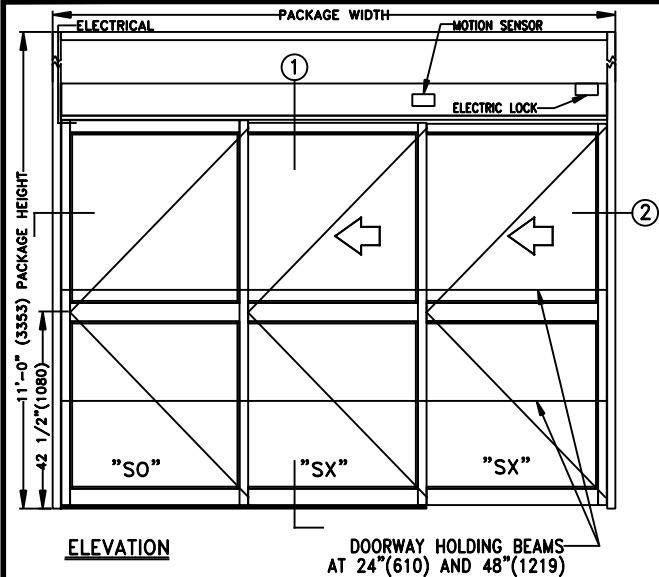 PACKAGE WIDTH
ELECTRICAL
MOTION SENSOR
1
ELECTRIC LOCK
2
11'-0" (3353) PACKAGE HEIGHT
42 1/2"(1080)
"SO"
"SX"
"SX"
ELEVATION
DOORWAY HOLDING BEAMS
AT 24"(610) AND 48"(1219)